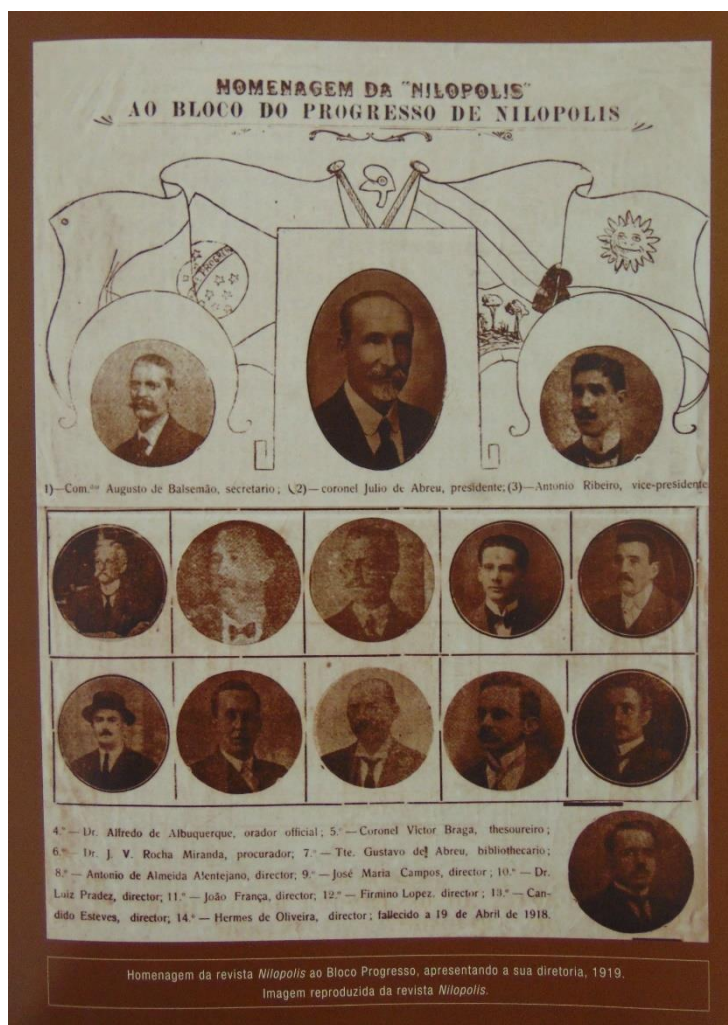 HOMENAGEM DA "NILOPOLIS"
AO BLOCO DO PROGRESSO DE NILOPOLIS
PROGRES
1)—Com.dor Augusto de Balsemão, secretario; (2)—coronel Julio de Abreu, presidente; (3)—Antonio Ribeiro, vice-presidente
4.º — Dr. Alfredo de Albuquerque, orador official; 5.º — Coronel Victor Braga, thesoureiro;
6.º — Dr. J. V. Rocha Miranda, procurador; 7.º — Tte. Gustavo de Abreu, bibliothecario;
8.º — Antonio de Almeida Alentejano, director; 9.º — José Maria Campos, director; 10.º — Dr.
Luiz Pradez, director; 11.º — João França, director; 12.º — Firmino Lopez. director; 13.º — Can-
dido Esteves, director; 14.º — Hermes de Oliveira, director; fallecido a 19 de Abril de 1918.
Homenagem da revista Nilopolis ao Bloco Progresso, apresentando a sua diretoria, 1919.
Imagem reproduzida da revista Nilopolis.